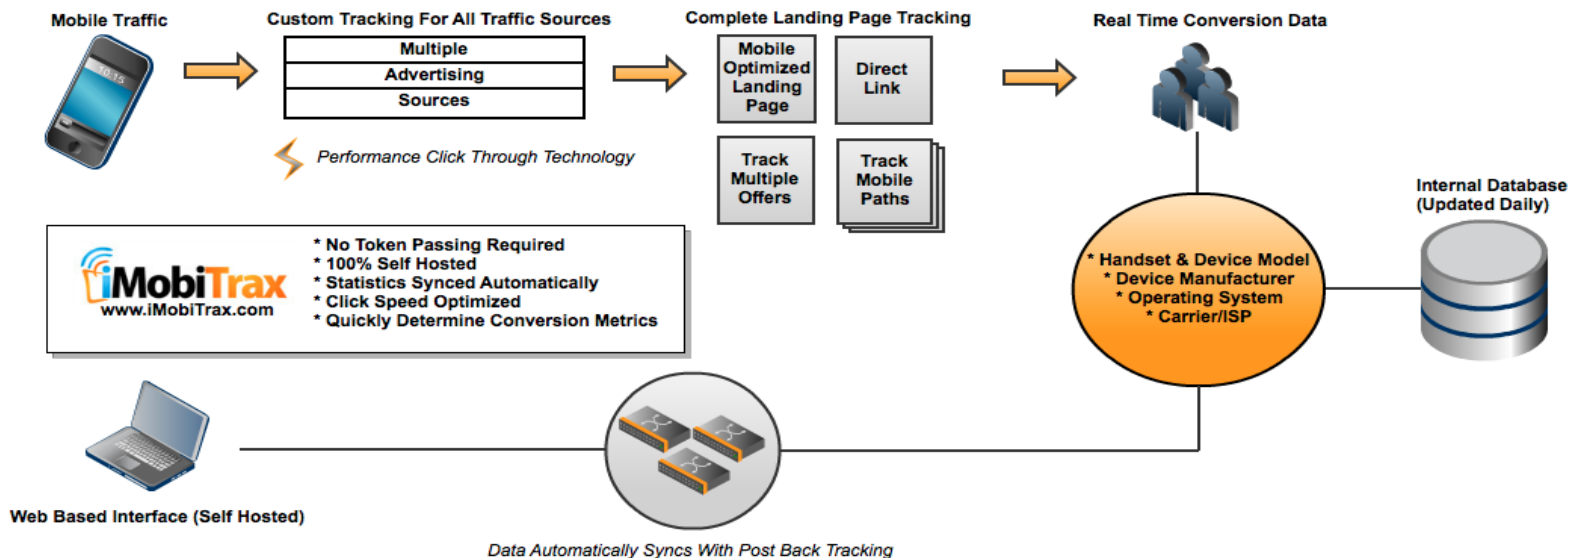 Mobile Traffic
10.15
Custom Tracking For All Traffic Sources
Multiple
Advertising
Sources
Performance Click Through Technology
Complete Landing Page Tracking
Mobile
Optimized
Landing
Page
Direct
Link
Track
Multiple
Offers
Track
Mobile
Paths
Real Time Conversion Data
Internal Database
(Updated Daily)
* Handset & Device Model
* Device Manufacturer
* Operating System
* Carrier/ISP
iMobiTrax
www.iMobiTrax.com
* No Token Passing Required
* 100% Self Hosted
* Statistics Synced Automatically
* Click Speed Optimized
* Quickly Determine Conversion Metrics
Web Based Interface (Self Hosted)
Data Automatically Syncs With Post Back Tracking